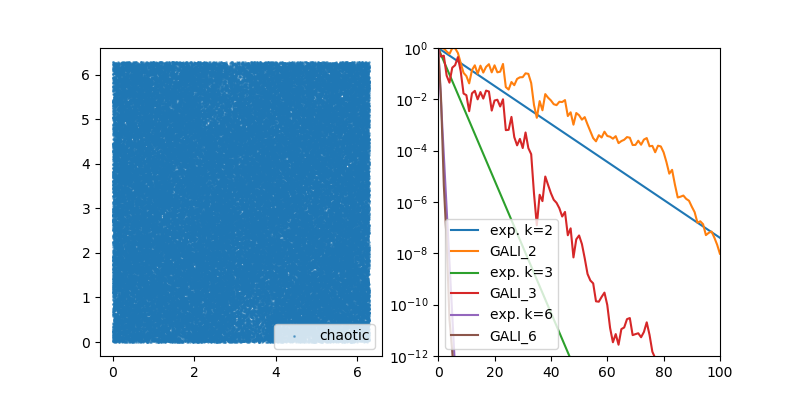 6
5
4
3
2
1
0
0 2 4 6
chaotic
10^0
10^−2
10^−4
10^−6
10^−8
10^−10
10^−12
0 20 40 60 80 100
exp. k=2
GALI_2
exp. k=3
GALI_3
exp. k=6
GALI_6